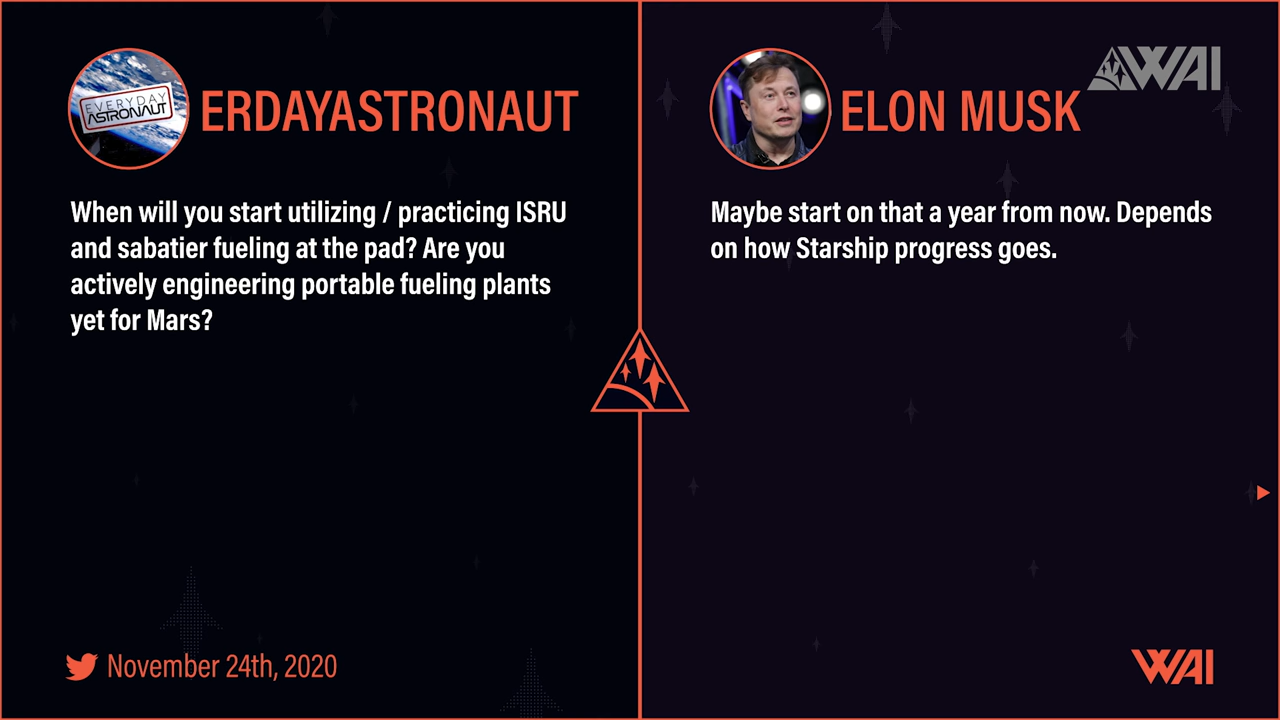 EVERYDAY
ASTRONAUT
ERDAYASTRONAUT
When will you start utilizing / practicing ISRU
and sabatier fueling at the pad? Are you
actively engineering portable fueling plants
yet for Mars?
November 24th, 2020
ELON MUSK
WAI
Maybe start on that a year from now. Depends
on how Starship progress goes.
WAI